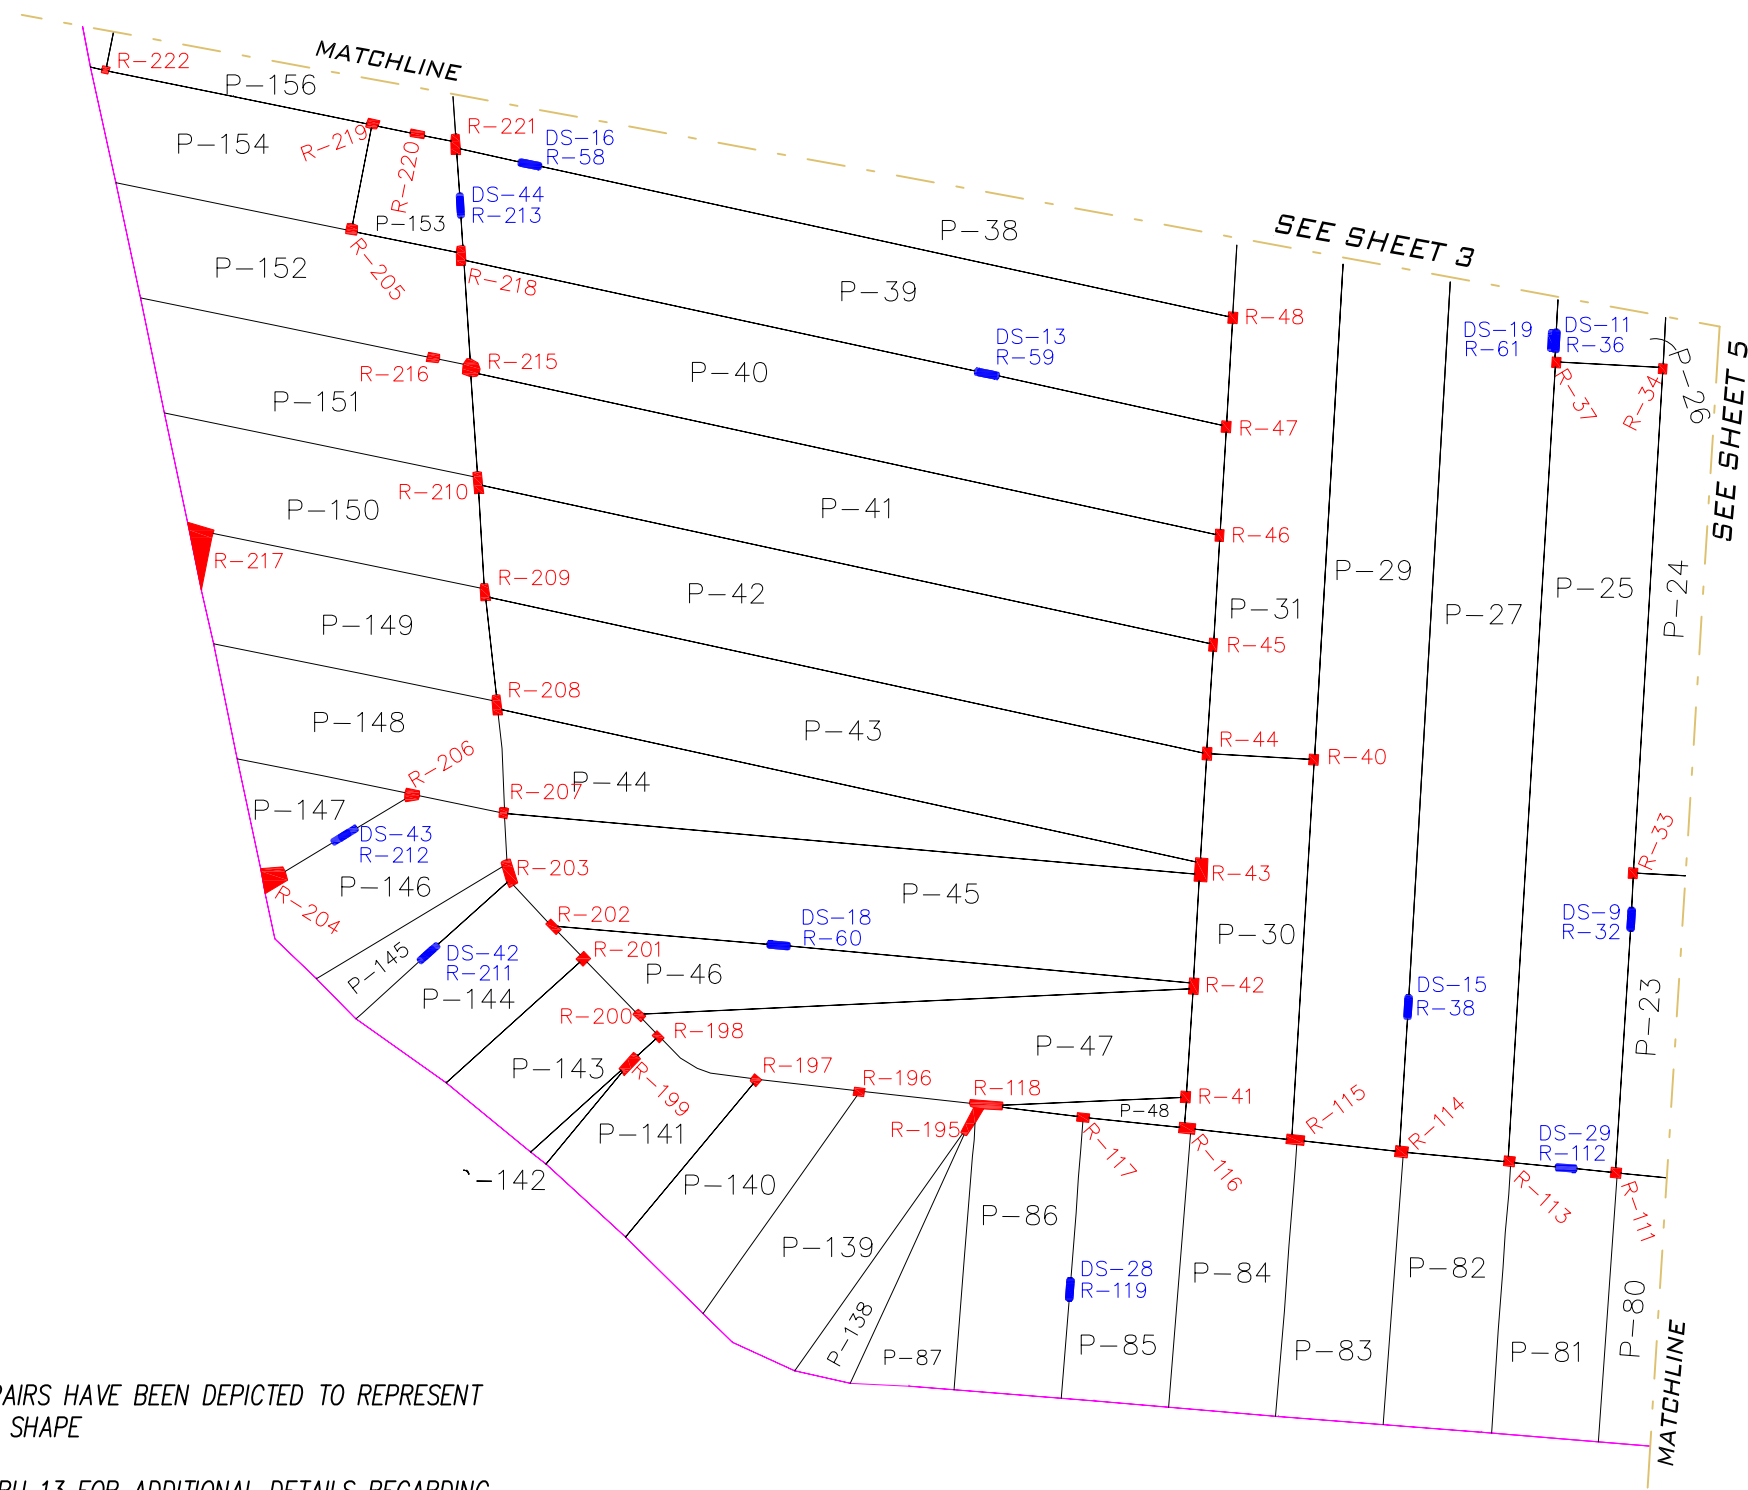 MATCHLINE
R-222
P-156
P-154
R-219
R-220
R-221
DS-16
R-58
DS-44
R-213
P-153
R-205
P-152
R-218
P-38
SEE SHEET 3
P-39
R-48
DS-13
R-59
DS-19
R-61
DS-11
R-36
R-37
R-34
P-26
SEE SHEET 5
R-216
R-215
P-40
R-47
P-151
R-210
P-41
R-46
P-150
R-217
R-209
P-42
P-31
P-29
P-27
P-25
P-24
R-45
P-149
R-208
P-148
P-43
R-44
R-40
R-206
R-207
P-44
P-147
DS-43
R-212
R-203
R-43
R-33
P-146
R-204
P-45
R-202
DS-18
R-60
P-30
DS-9
R-32
P-145
DS-42
R-211
R-201
P-46
P-144
R-42
DS-15
R-38
P-23
R-200
R-198
P-47
P-143
R-199
R-197
R-196
R-118
R-41
P-48
R-115
R-114
R-195
P-141
R-117
R-116
DS-29
R-112
R-113
R-111
-142
P-140
P-86
P-139
DS-28
R-119
P-84
P-82
P-80
P-138
P-87
P-85
P-83
P-81
MATCHLINE
HAVE BEEN DEPICTED TO REPRESENT
SHAPE
13 FOR ADDITIONAL DETAILS REGARDING